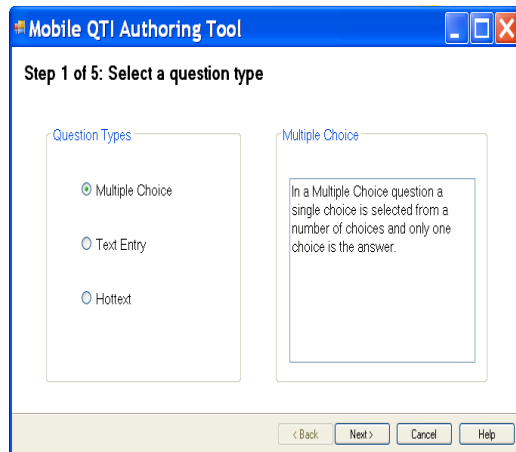 Mobile QTI Authoring Tool
Step 1 of 5: Select a question type
Question Types
Multiple Choice
Text Entry
Hottext
Multiple Choice
In a Multiple Choice question a
single choice is selected from a
number of choices and only one
choice is the answer.
< Back
Next >
Cancel
Help